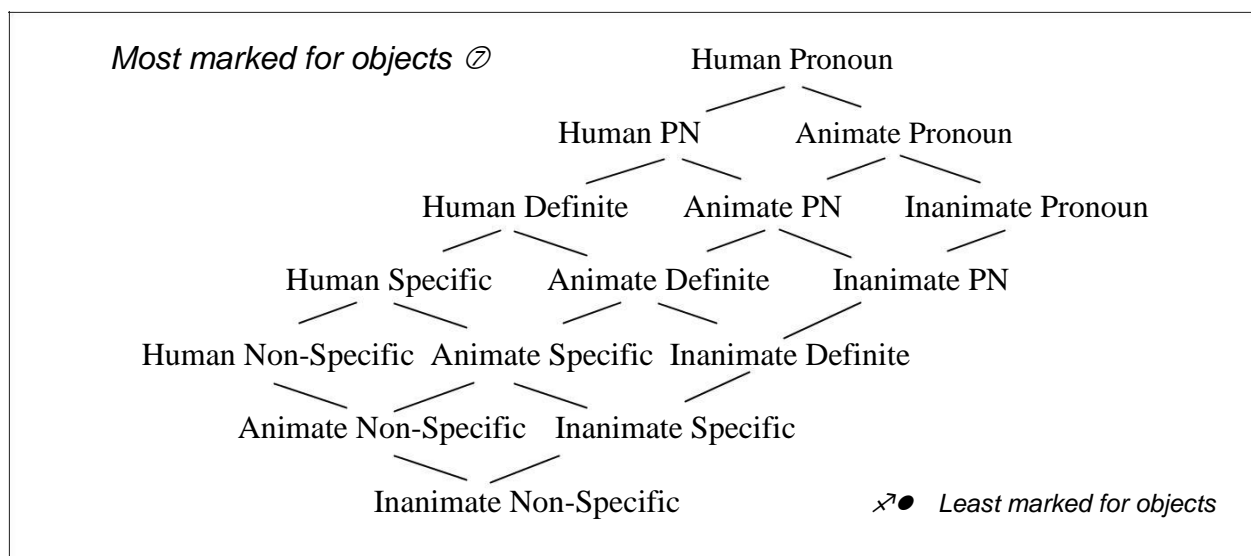 Most marked for objects ⑦
Human Pronoun
Human PN Animate Pronoun
Human Definite Animate PN Inanimate Pronoun
Human Specific Animate Definite Inanimate PN
Human Non-Specific Animate Specific Inanimate Definite
Animate Non-Specific Inanimate Specific
Inanimate Non-Specific
♐● Least marked for objects